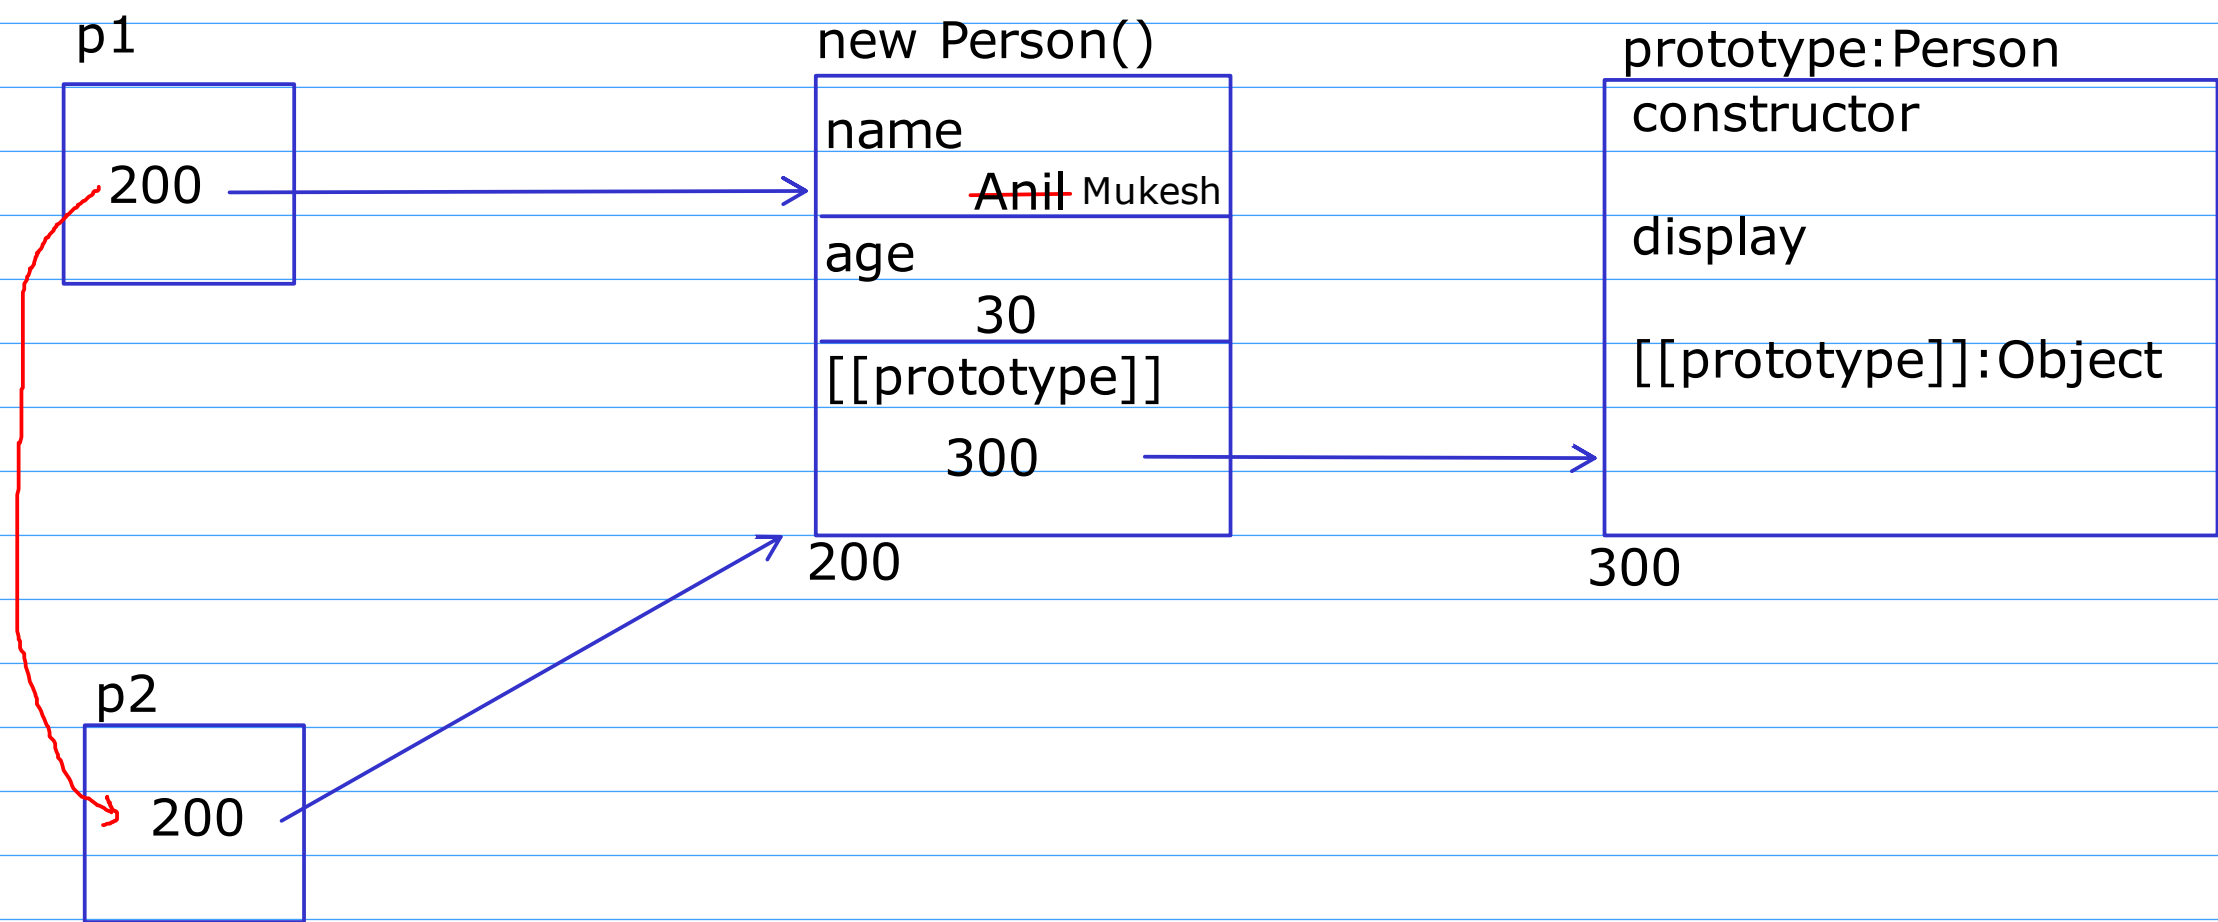 p1
200
new Person()
name
Anil Mukesh
age
30
[[prototype]]
300
200
prototype:Person
constructor
display
[[prototype]]:Object
300
p2
200